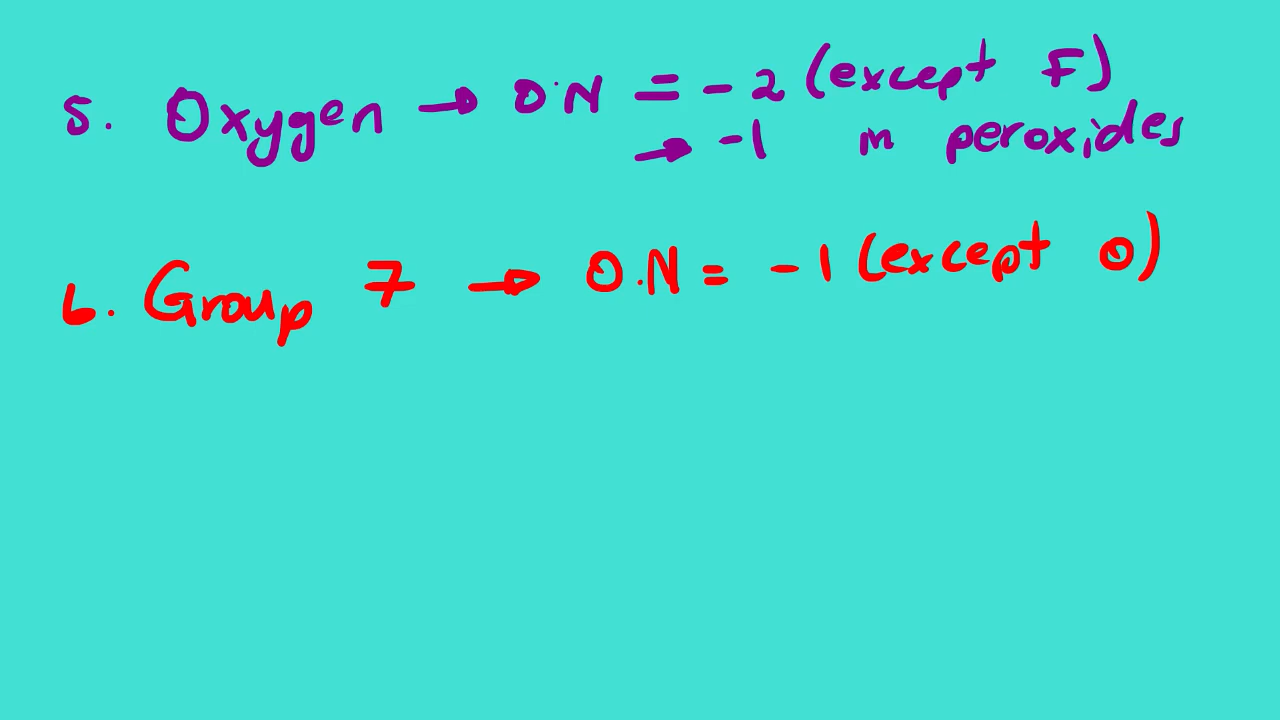 5. Oxygen → O.N = -2 (except F)
→ -1 in peroxides
6. Group 7 → O.N = -1 (except O)